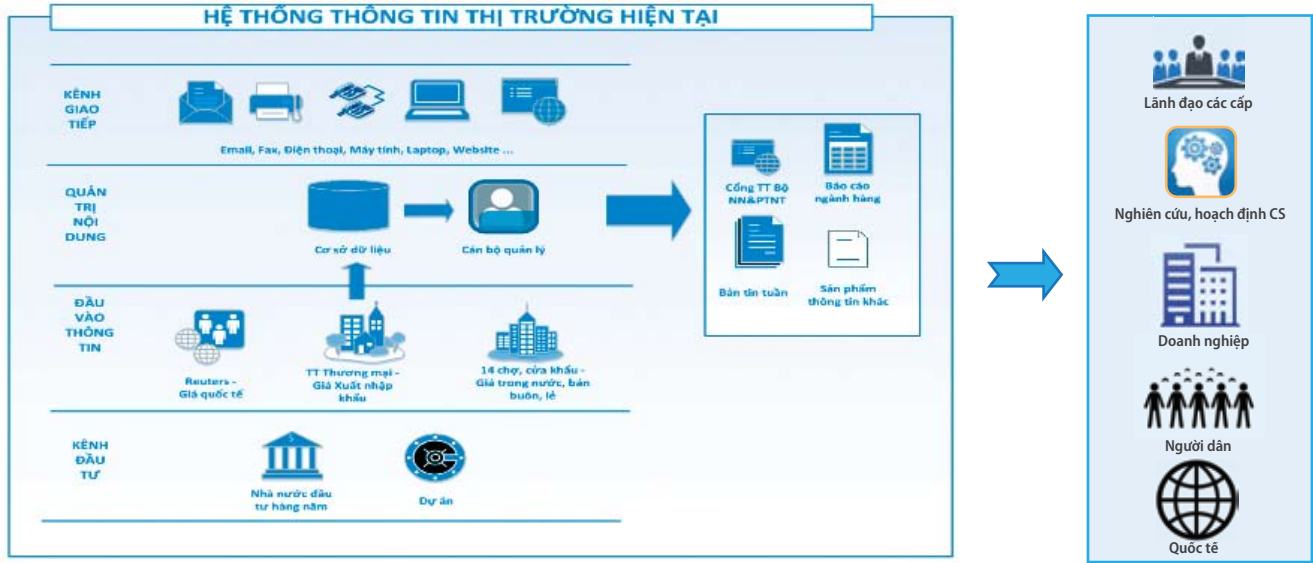 HỆ THỐNG THÔNG TIN THỊ TRƯỜNG HIỆN TẠI
KÊNH
GIAO
TIẾP
Email, Fax, Điện thoại, Máy tính, Laptop, Website ...
QUẢN
TRỊ
NỘI
DUNG
Cơ sở dữ liệu
Cán bộ quản lý
ĐẦU
VÀO
THÔNG
TIN
Reuters -
Giá quốc tế
TT Thương mại -
Giá Xuất nhập
khẩu
14 chợ, cửa khẩu -
Giá trong nước, bán
buôn, lẻ
KÊNH
ĐẦU
TƯ
Nhà nước đầu
tư hàng năm
Dự án
Cổng TT Bộ
NN&PTNT
Báo cáo
ngành hàng
Bản tin tuần
Sản phẩm
thông tin khác
Lãnh đạo các cấp
Nghiên cứu, hoạch định CS
Doanh nghiệp
Người dân
Quốc tế